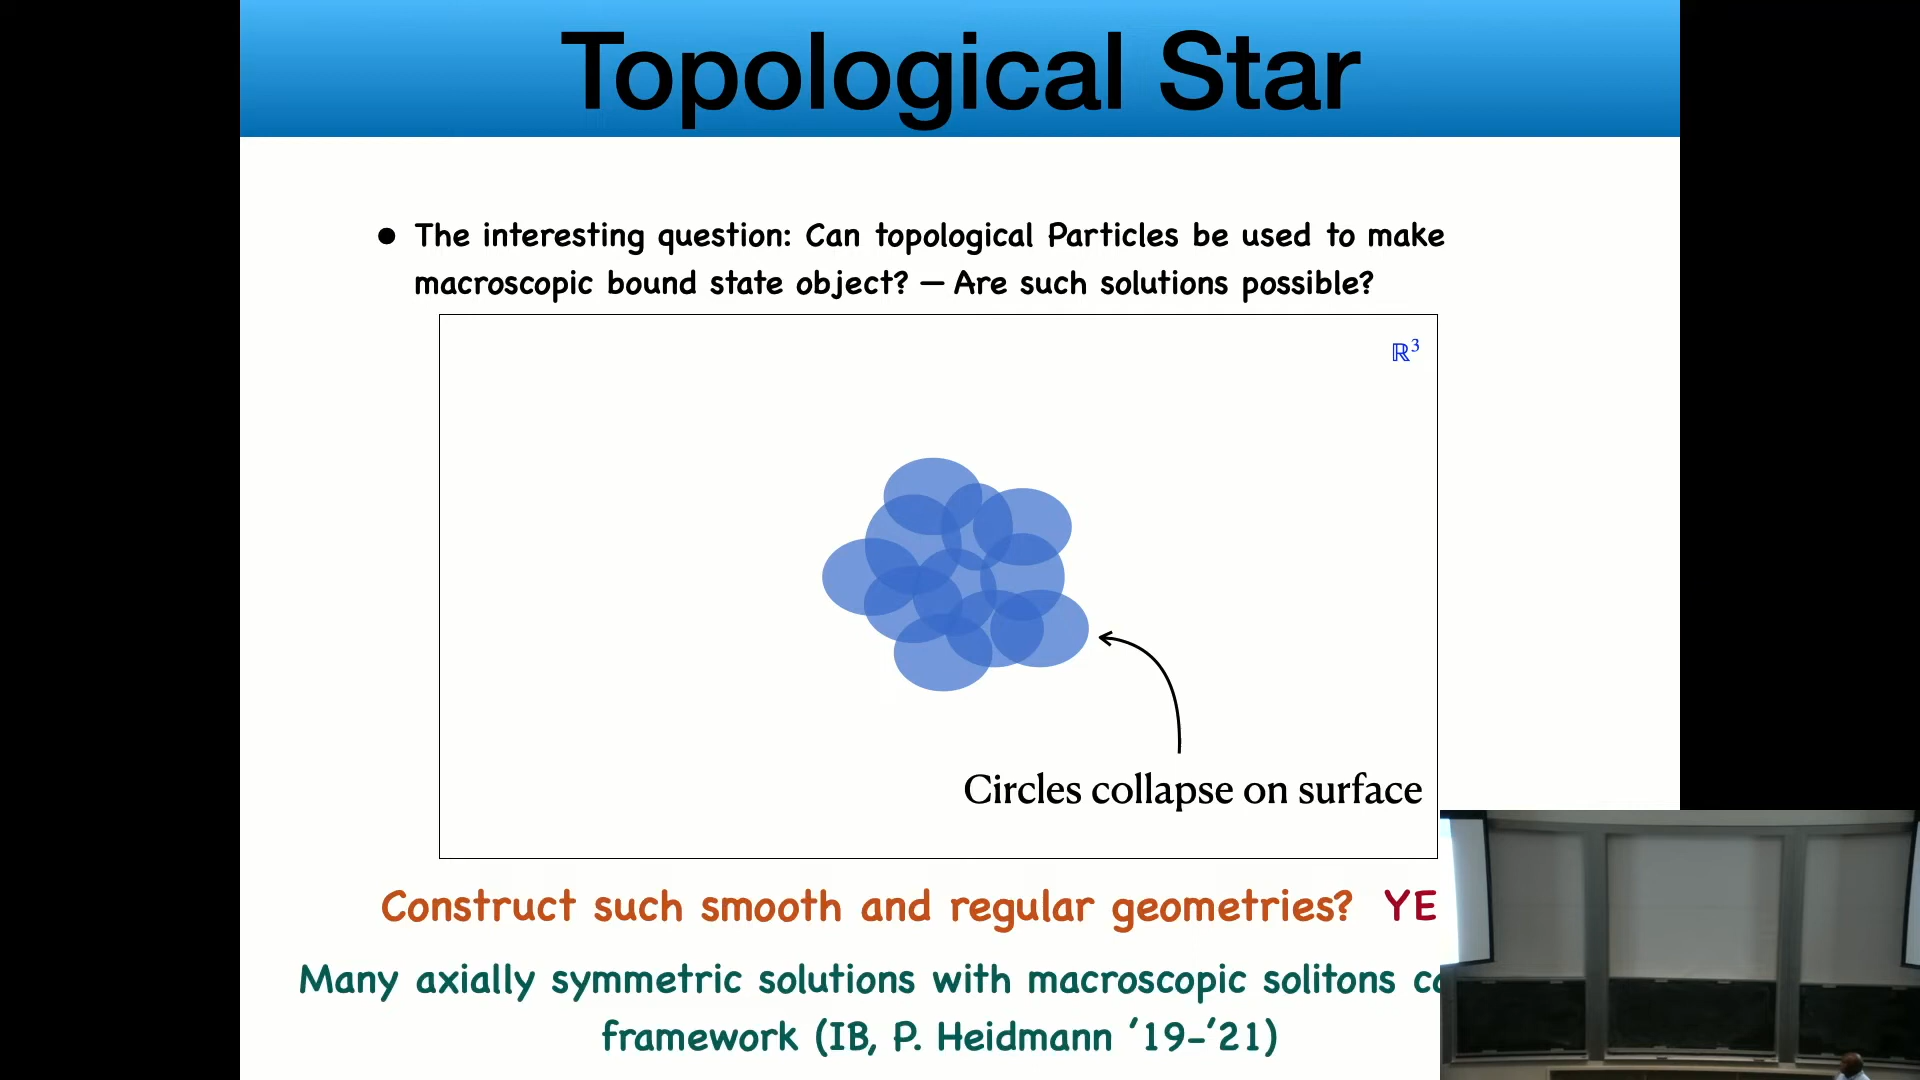 Topological Star
● The interesting question: Can topological Particles be used to make
macroscopic bound state object? — Are such solutions possible?
ℝ³
Circles collapse on surface
Construct such smooth and regular geometries? YE
Many axially symmetric solutions with macroscopic solitons
framework (IB, P. Heidmann ’19-’21)